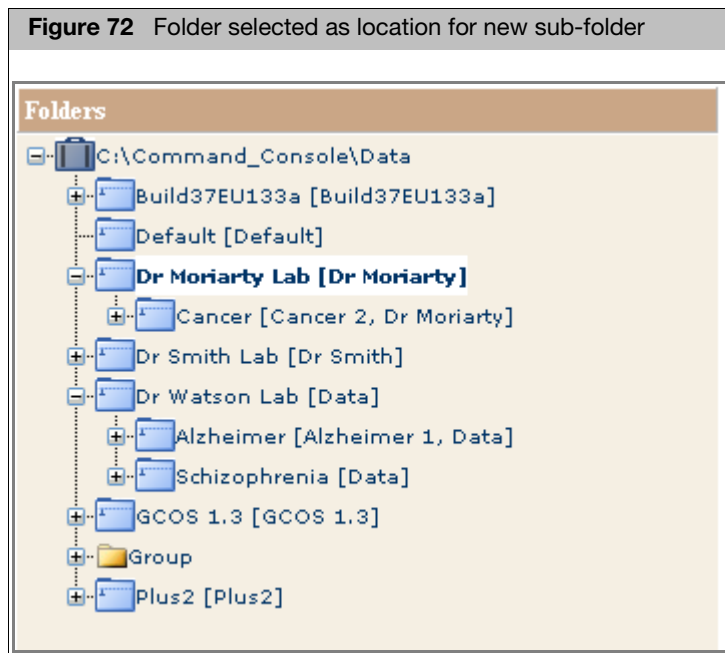 Figure 72 Folder selected as location for new sub-folder
Folders
C:\Command_Console\Data
Build37EU133a [Build37EU133a]
Default [Default]
Dr Moriarty Lab [Dr Moriarty]
Cancer [Cancer 2, Dr Moriarty]
Dr Smith Lab [Dr Smith]
Dr Watson Lab [Data]
Alzheimer [Alzheimer 1, Data]
Schizophrenia [Data]
GCOS 1.3 [GCOS 1.3]
Group
Plus2 [Plus2]